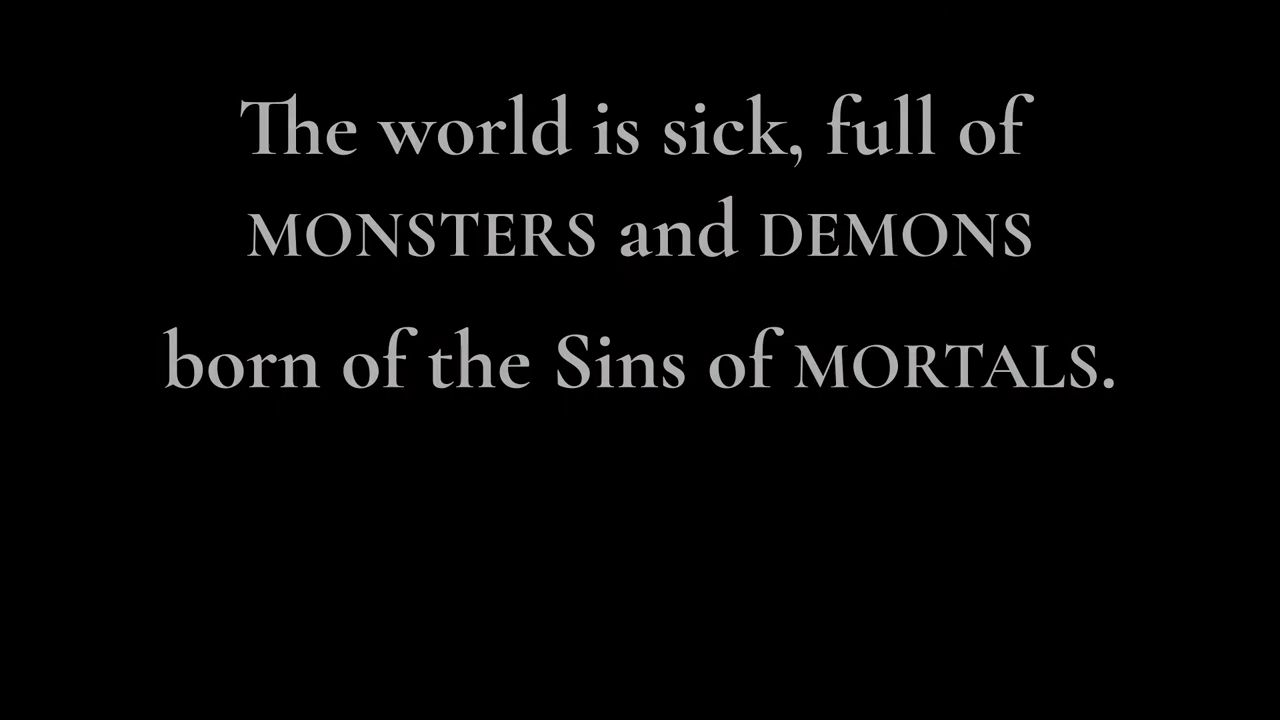 The world is sick, full of
MONSTERS and DEMONS
born of the Sins of MORTALS.